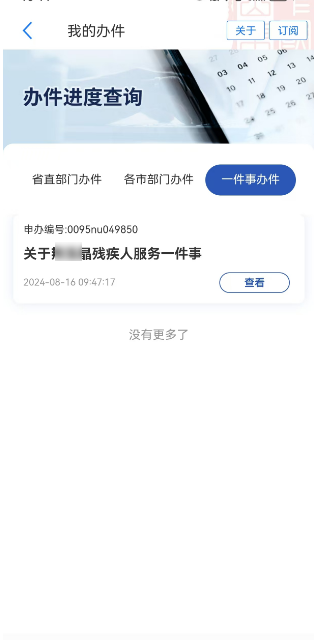 我的办件
关于
订阅
办件进度查询
省直部门办件
各市部门办件
一件事办件
申办编号:0095nu049850
关于 晶残疾人服务一件事
2024-08-16 09:47:17
查看
没有更多了